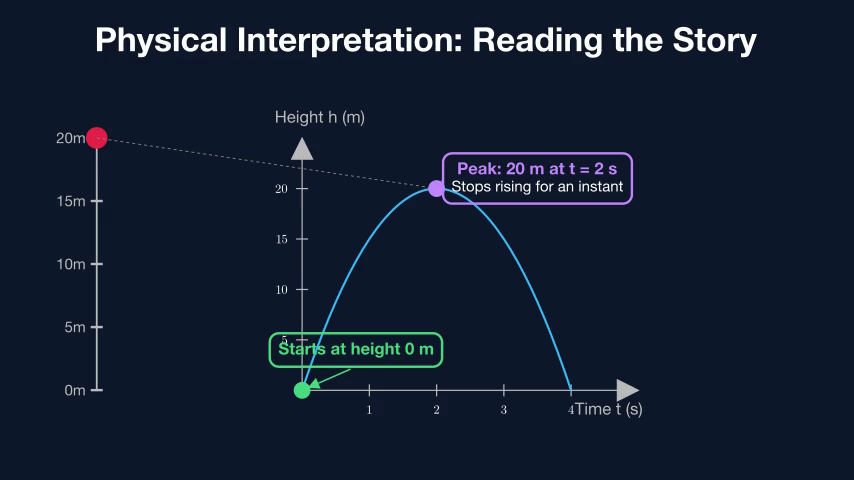 Physical Interpretation: Reading the Story
Height h (m)
20m
15m
10m
5m
0m
20
15
10
5
Peak: 20 m at t = 2 s
Stops rising for an instant
Starts at height 0 m
1
2
3
4
Time t (s)